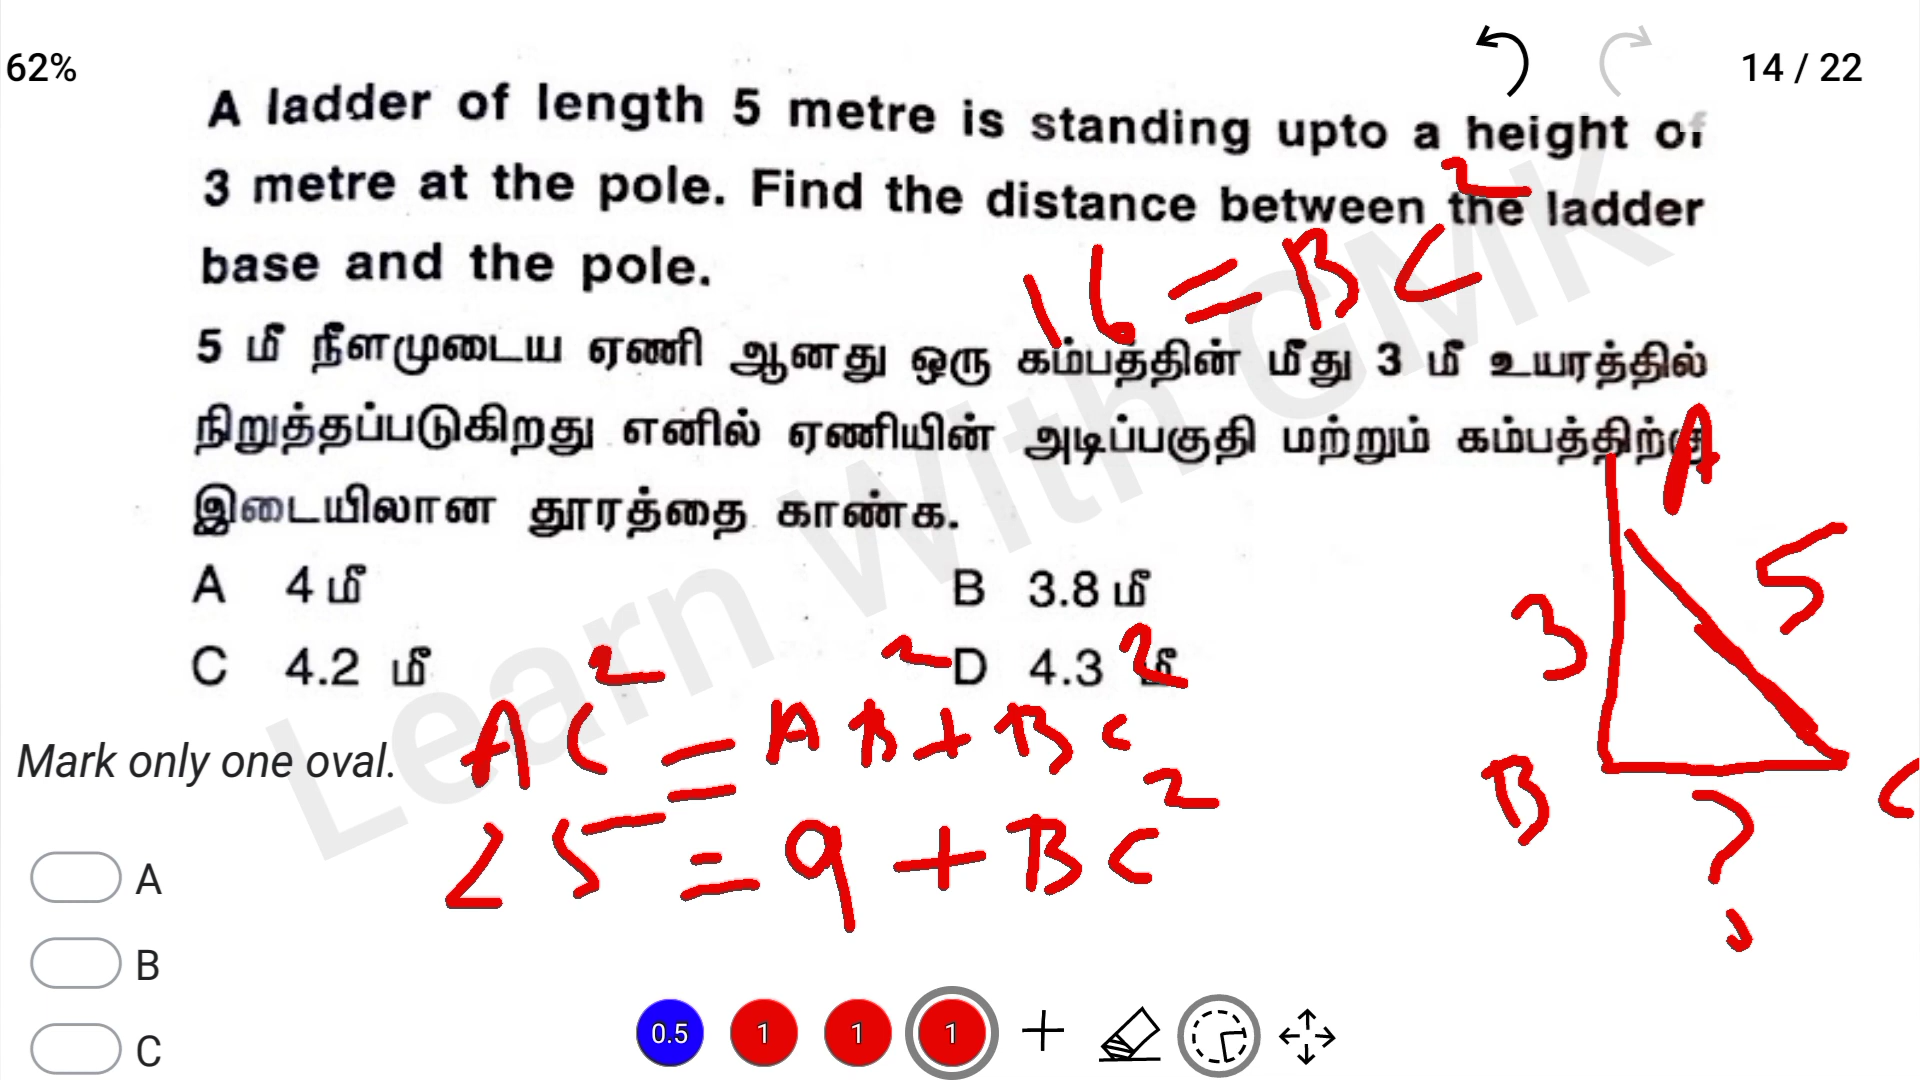 62%
14 / 22
A ladder of length 5 metre is standing upto a height of
3 metre at the pole. Find the distance between the ladder
base and the pole.
16 = BC²
5 மீ நீளமுடைய ஏணி ஆனது ஒரு கம்பத்தின் மீது 3 மீ உயரத்தில்
நிறுத்தப்படுகிறது எனில் ஏணியின் அடிப்பகுதி மற்றும் கம்பத்திற்கு
இடையிலான தூரத்தை காண்க.
A 4 மீ
B 3.8 மீ
C 4.2 மீ
D 4.3 மீ
AC² = AB² + BC²
25 = 9 + BC²
A
3
5
B
C
?
Mark only one oval.
A
B
C
0.5 1 1 1
Learn With GMK